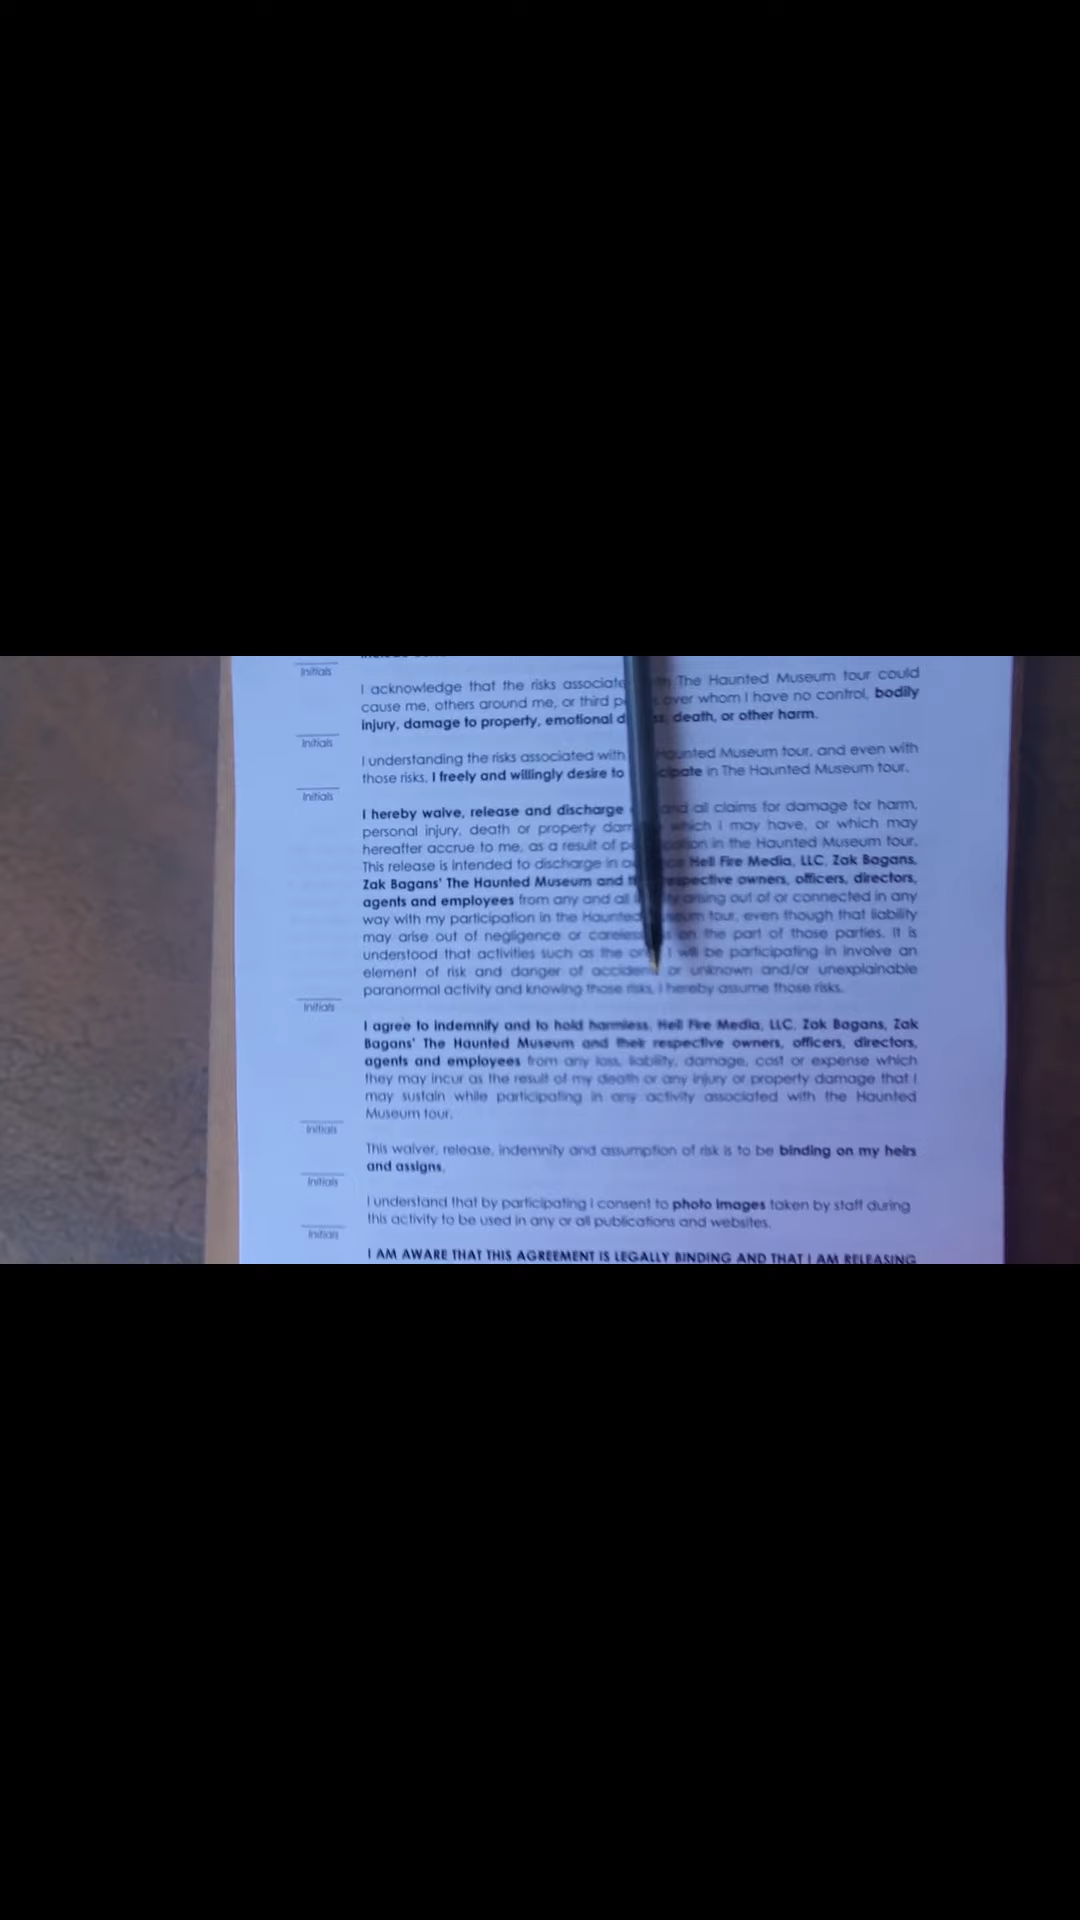 Initials
I acknowledge that the risks The Haunted Museum tour could
cause me, others around me, or third over whom I have no control, bodily
injury, damage to property, emotional death, or other harm.
Initials
I understanding the risks associated with Haunted Museum tour, and even with
those risks, I freely and willingly desire to in The Haunted Museum tour.
Initials
I hereby waive, release and discharge and all claims for damage for harm,
personal injury, death or property which I may have, or which may
hereafter accrue to me, as a result of in the Haunted Museum tour.
This release is intended to discharge in Hell Fire Media, LLC, Zak Bagans,
Zak Bagans' The Haunted Museum and respective owners, officers, directors,
agents and employees from any and all arising out of or connected in any
way with my participation in the Haunted tour, even though that liability
may arise out of negligence or on the part of those parties. It is
understood that activities such as the I will be participating in involve an
element of risk and danger of or unknown and/or unexplainable
paranormal activity and knowing those risks, I hereby assume those risks.
Initials
I agree to indemnify and to hold harmless, Hell Fire Media, LLC, Zak Bagans, Zak
Bagans' The Haunted Museum and their respective owners, officers, directors,
agents and employees from any loss, liability, damage, cost or expense which
they may incur as the result of my death or any injury or property damage that I
may sustain while participating in any activity associated with the Haunted
Museum tour.
Initials
This waiver, release, indemnity and assumption of risk is to be binding on my heirs
and assigns.
Initials
I understand that by participating I consent to photo images taken by staff during
this activity to be used in any or all publications and websites.
Initials
I AM AWARE THAT THIS AGREEMENT IS LEGALLY BINDING AND THAT I AM RELEASING